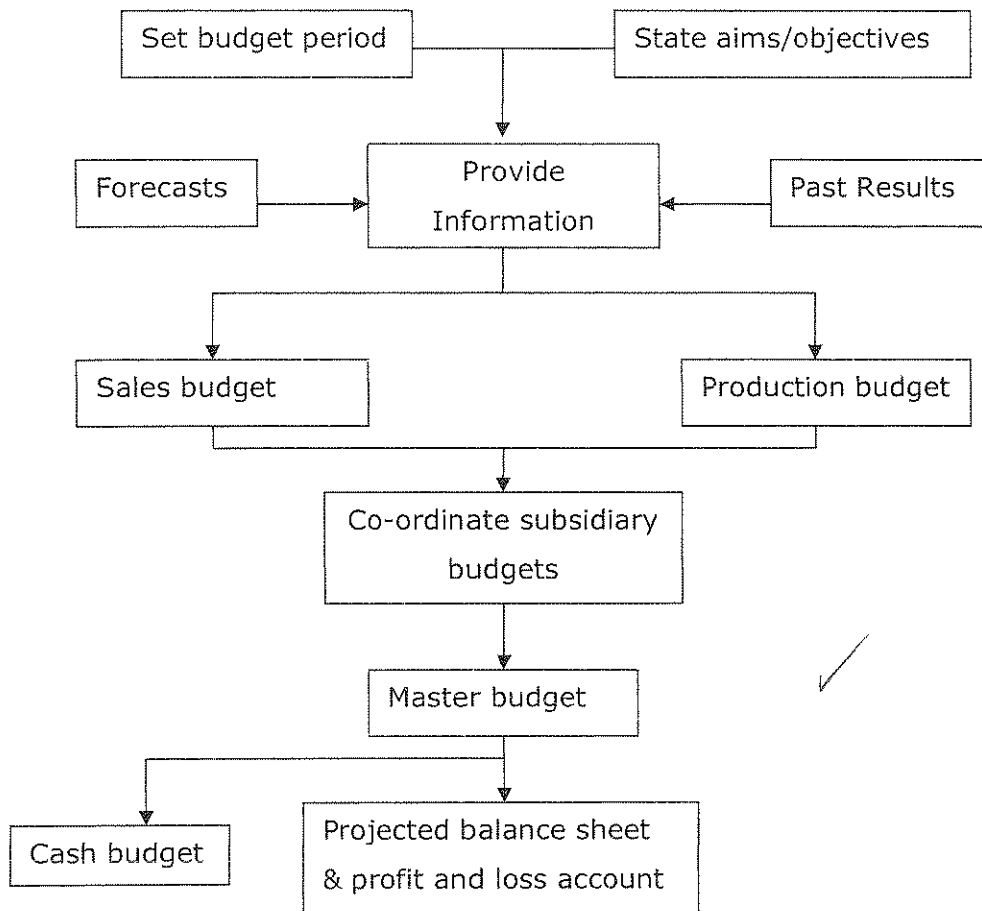 Set budget period
State aims/objectives
Forecasts
Provide
Information
Past Results
Sales budget
Production budget
Co-ordinate subsidiary
budgets
Master budget
Cash budget
Projected balance sheet
& profit and loss account